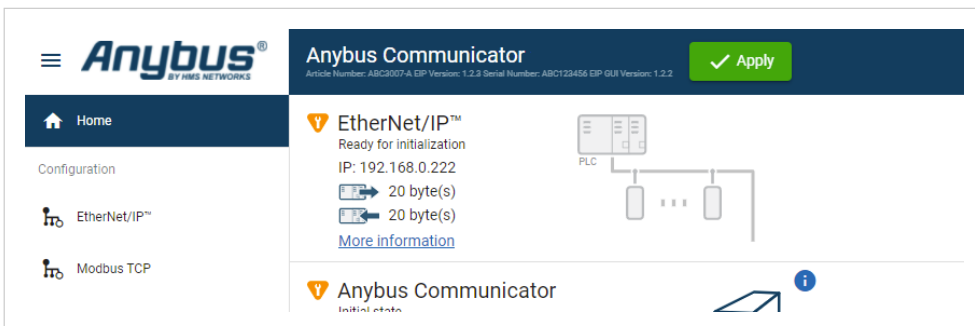 Anybus®
BY HMS NETWORKS
Anybus Communicator
Article Number: ABC3007-A EIP Version: 1.2.3 Serial Number: ABC123456 EIP GUI Version: 1.2.2
Apply
Home
Configuration
EtherNet/IP™
Modbus TCP
EtherNet/IP™
Ready for initialization
IP: 192.168.0.222
20 byte(s)
20 byte(s)
More information
PLC
Anybus Communicator
Initial state